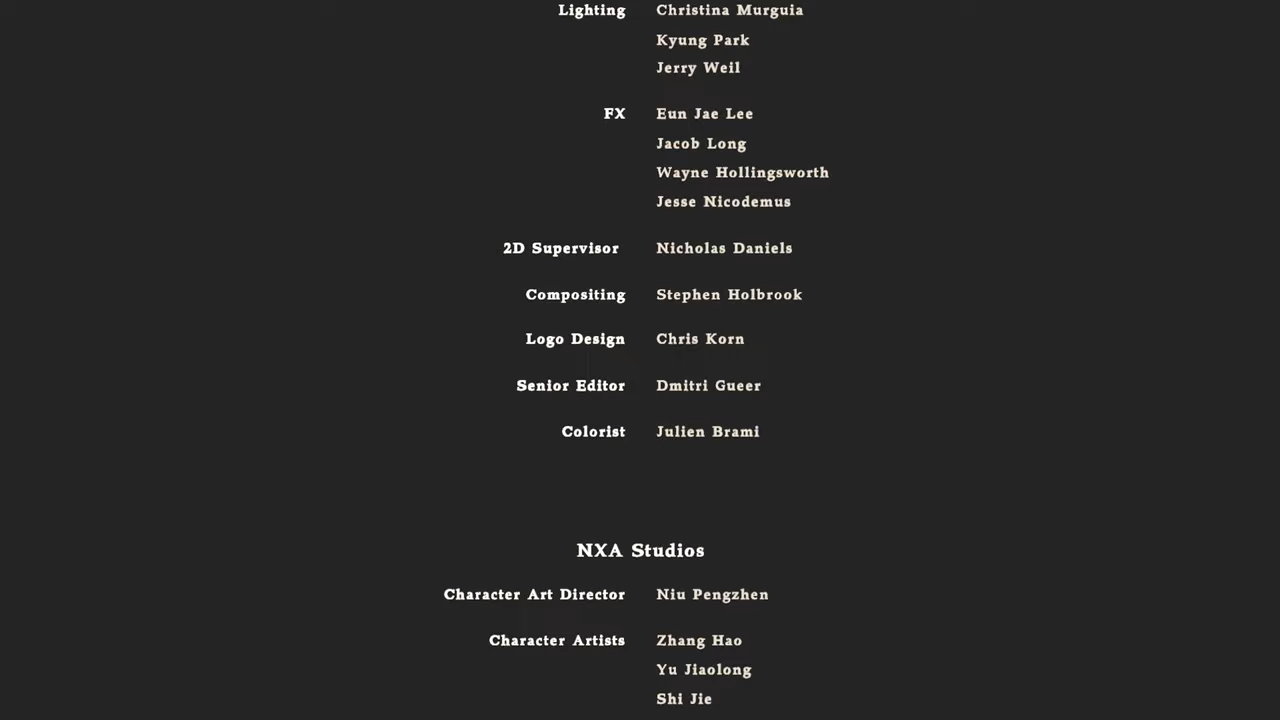 Lighting Christina Murguia
Kyung Park
Jerry Weil
FX Eun Jae Lee
Jacob Long
Wayne Hollingsworth
Jesse Nicodemus
2D Supervisor Nicholas Daniels
Compositing Stephen Holbrook
Logo Design Chris Korn
Senior Editor Dmitri Gueer
Colorist Julien Brami
NXA Studios
Character Art Director Niu Pengzhen
Character Artists Zhang Hao
Yu Jiaolong
Shi Jie